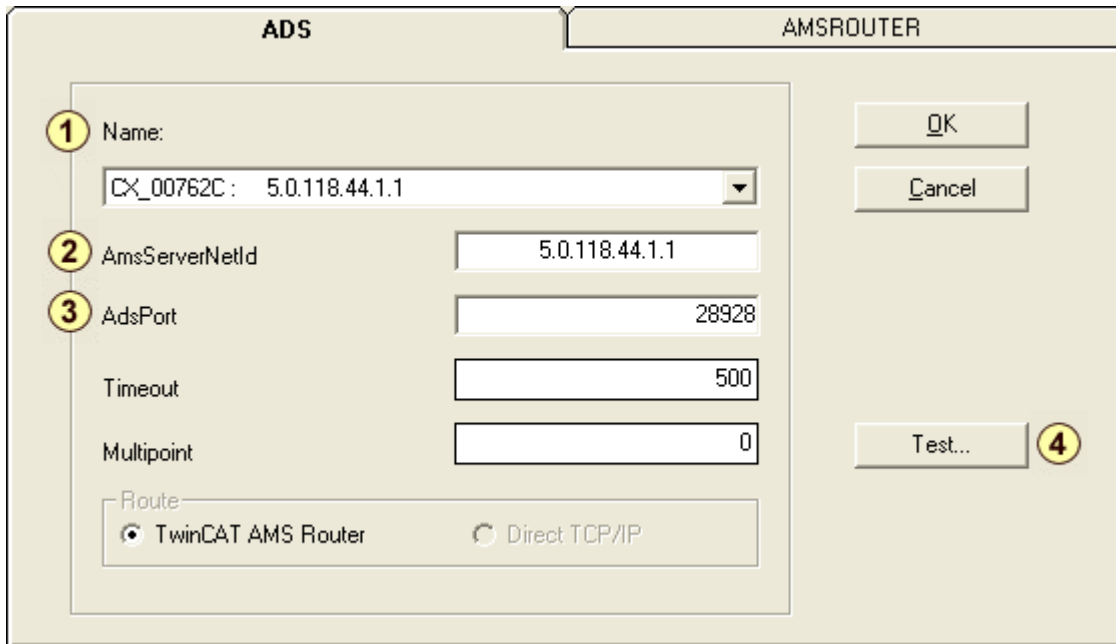 ADS
AMSROUTER
1 Name:
OK
CX_00762C : 5.0.118.44.1.1
Cancel
2 AmsServerNetId 5.0.118.44.1.1
3 AdsPort 28928
Timeout 500
Multipoint 0
Test... 4
Route
TwinCAT AMS Router Direct TCP/IP